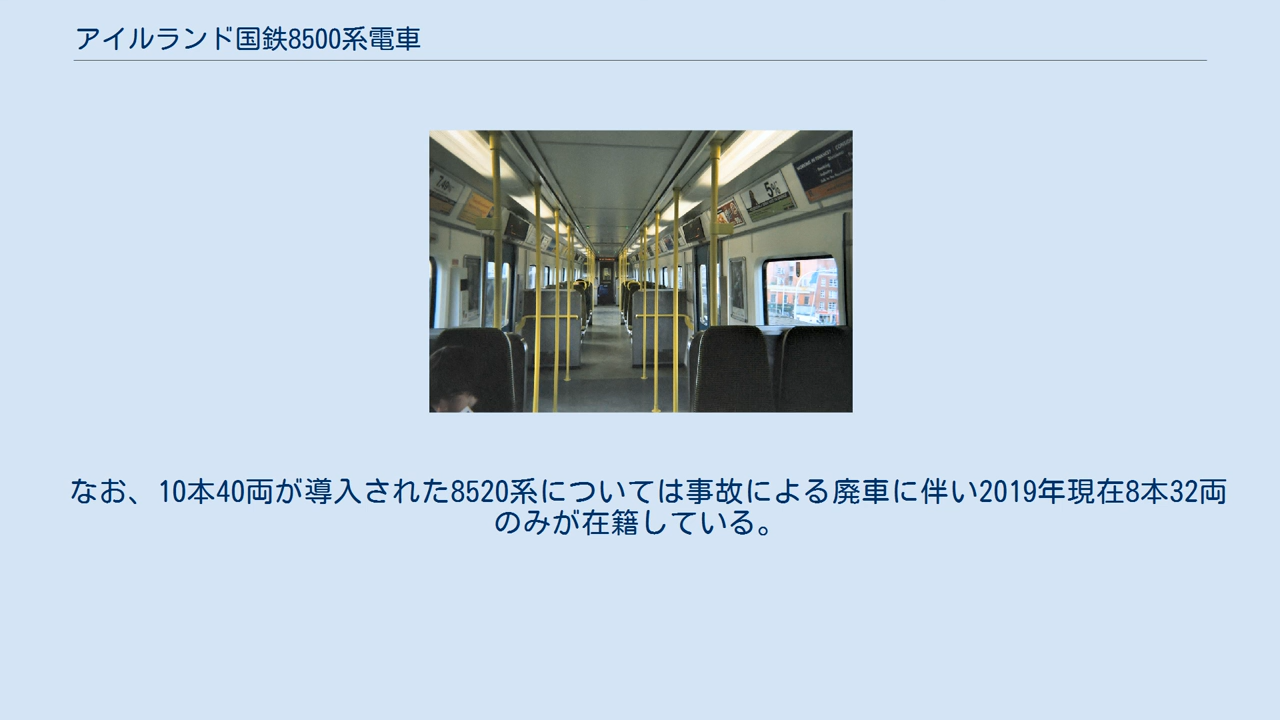 アイルランド国鉄8500系電車
5%
なお、10本40両が導入された8520系については事故による廃車に伴い2019年現在8本32両
のみが在籍している。